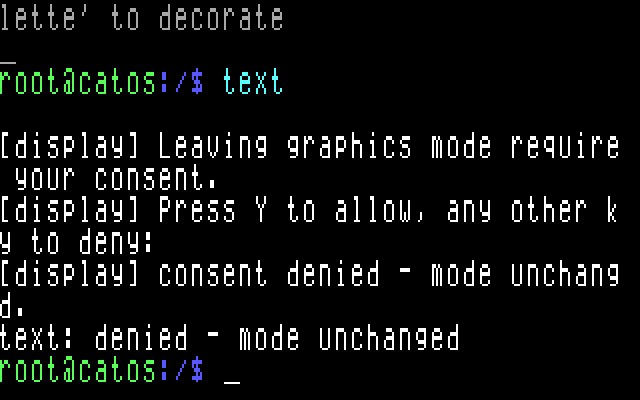 lette' to decorate
_
root@catos:/$ text
[display] Leaving graphics mode require
 your consent.
[display] Press Y to allow, any other k
y to deny:
[display] consent denied - mode unchang
d.
text: denied - mode unchanged
root@catos:/$ _